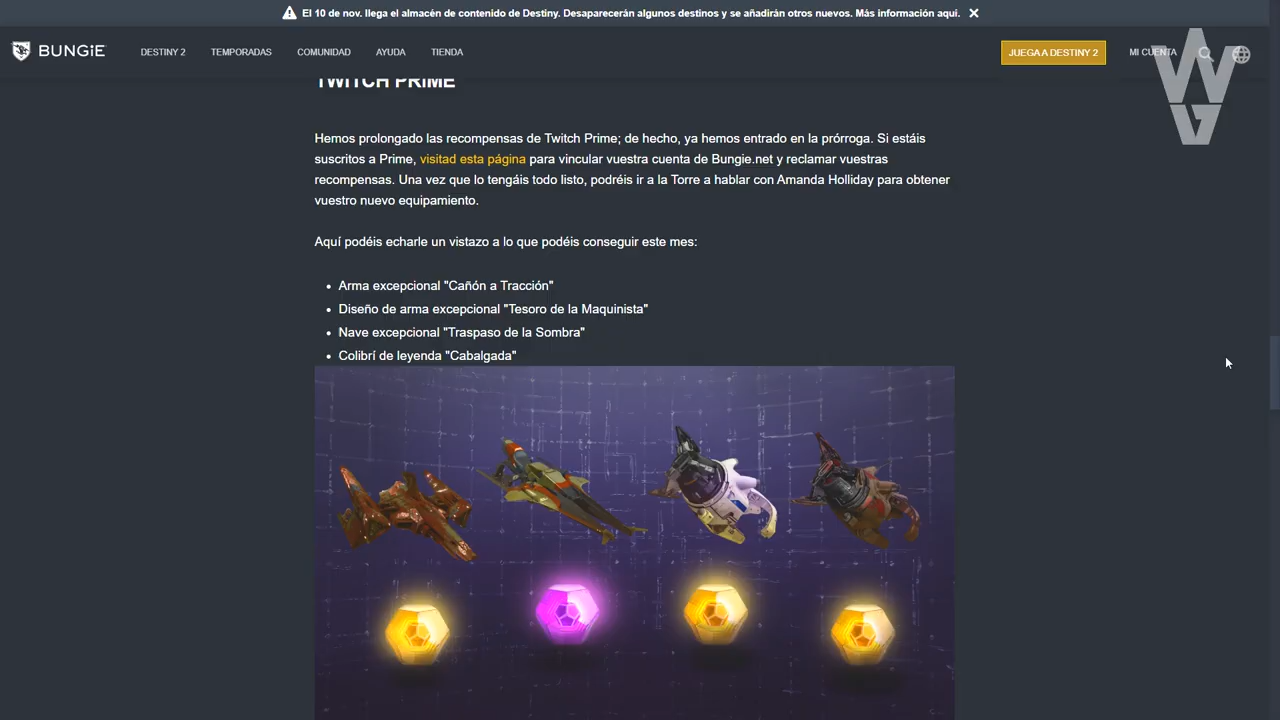 El 10 de nov. llega el almacén de contenido de Destiny. Desaparecerán algunos destinos y se añadirán otros nuevos. Más información aquí.
BUNGiE
DESTINY 2
TEMPORADAS
COMUNIDAD
AYUDA
TIENDA
JUEGA A DESTINY 2
MI CUENTA
WG
TWITCH PRIME
Hemos prolongado las recompensas de Twitch Prime; de hecho, ya hemos entrado en la prórroga. Si estáis
suscritos a Prime, visitad esta página para vincular vuestra cuenta de Bungie.net y reclamar vuestras
recompensas. Una vez que lo tengáis todo listo, podréis ir a la Torre a hablar con Amanda Holliday para obtener
vuestro nuevo equipamiento.
Aquí podéis echarle un vistazo a lo que podéis conseguir este mes:
• Arma excepcional "Cañón a Tracción"
• Diseño de arma excepcional "Tesoro de la Maquinista"
• Nave excepcional "Traspaso de la Sombra"
• Colibrí de leyenda "Cabalgada"